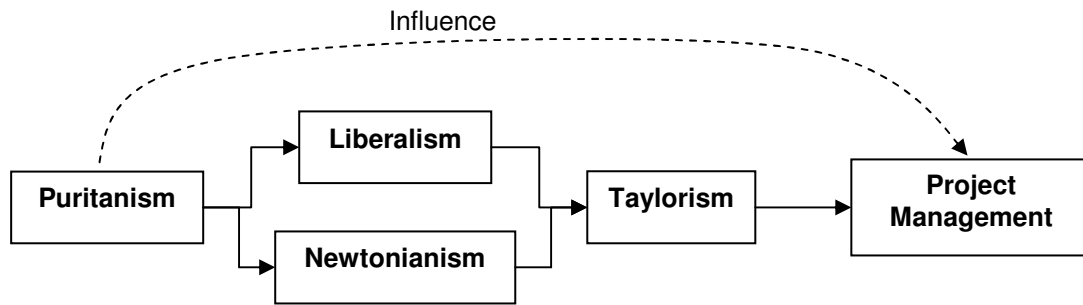 Influence
Liberalism
Puritanism
Taylorism
Project
Management
Newtonianism